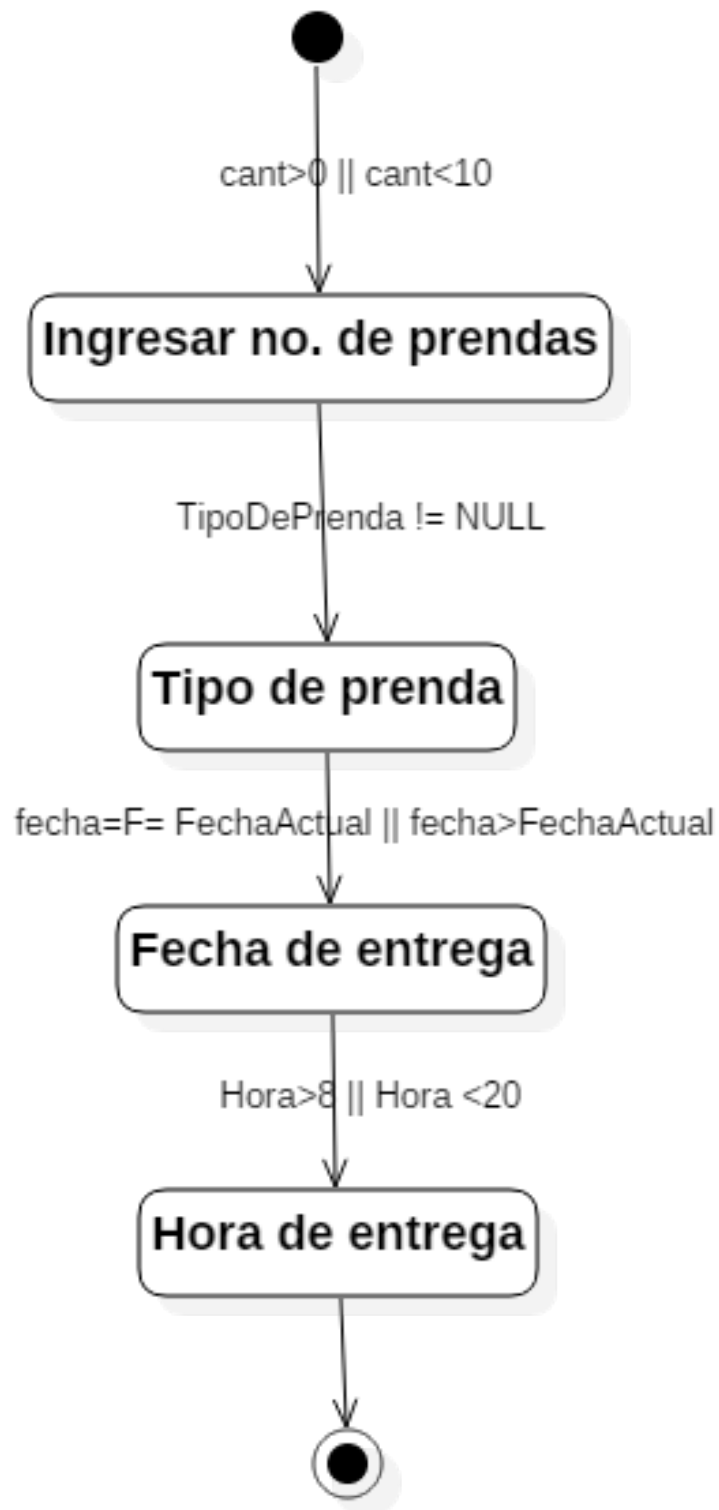 cant>0 || cant<10
Ingresar no. de prendas
TipoDePrenda != NULL
Tipo de prenda
fecha=F= FechaActual || fecha>FechaActual
Fecha de entrega
Hora>8 || Hora <20
Hora de entrega